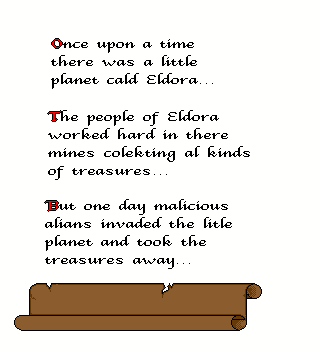 Once upon a time
there was a little
planet cald Eldora...
The people of Eldora
worked hard in there
mines colekting al kinds
of treasures...
But one day malicious
alians invaded the litle
planet and took the
treasures away...